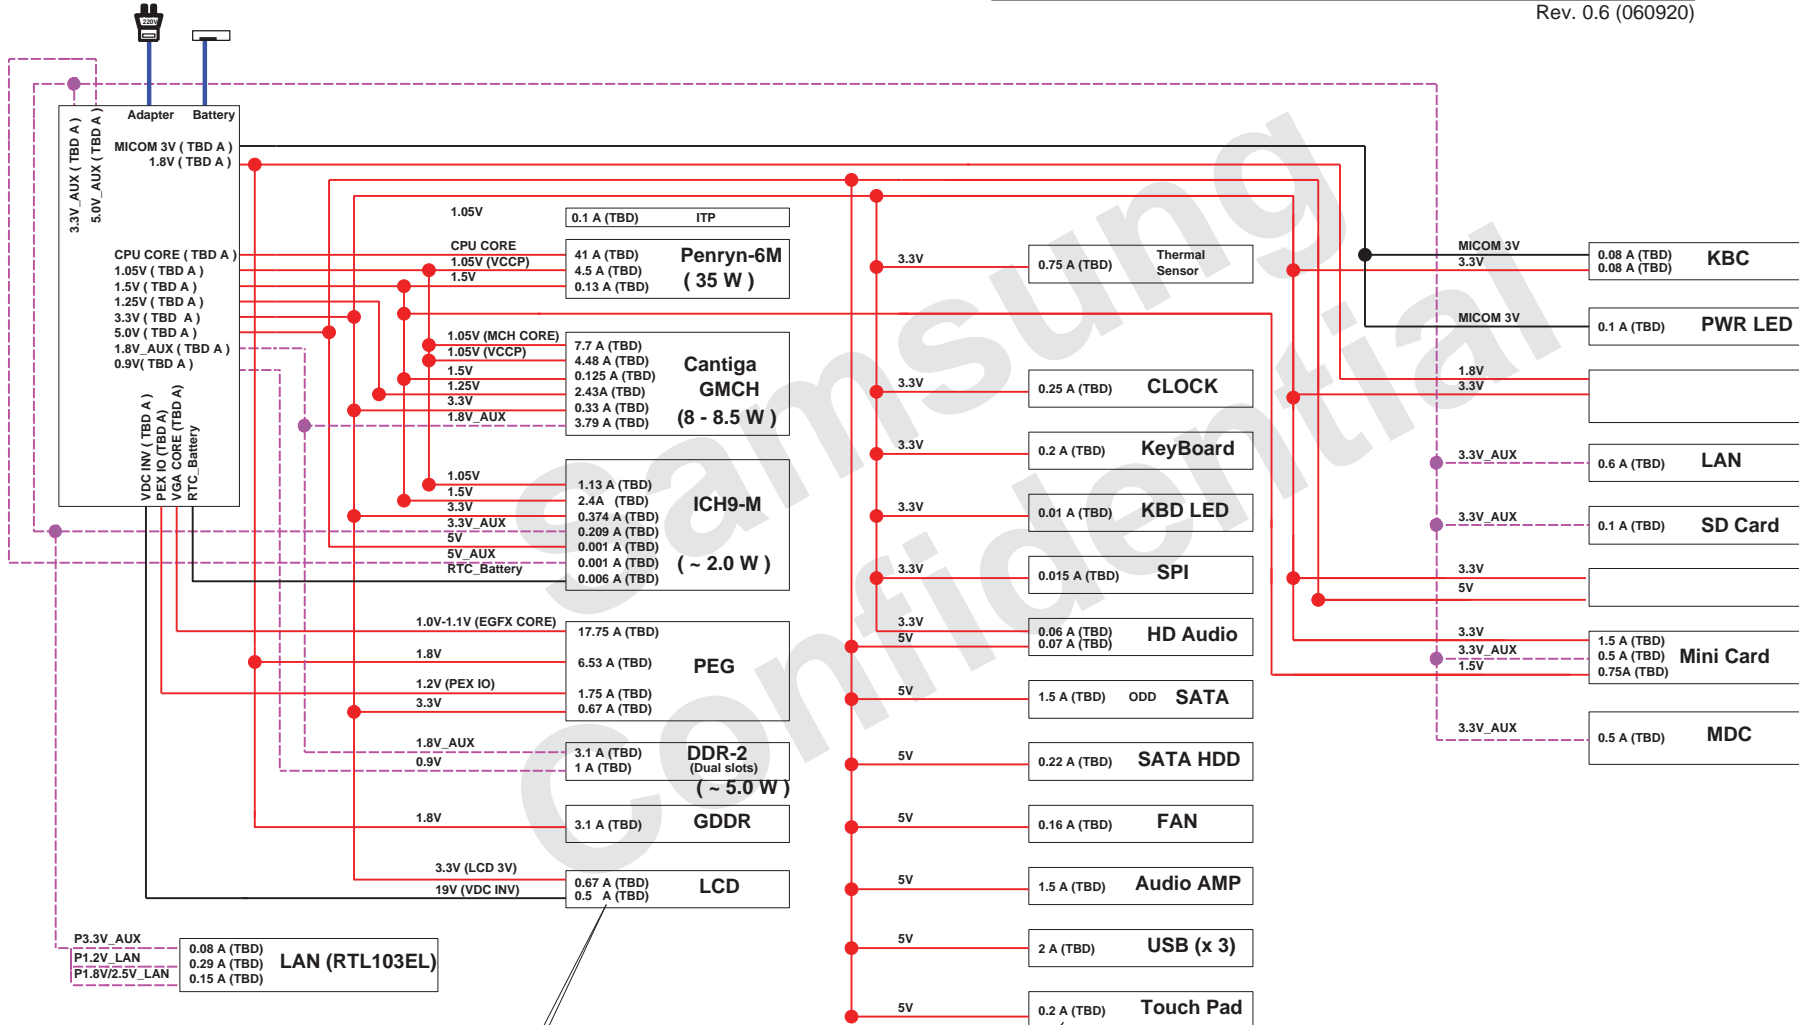 Rev. 0.6 (060920)
220V
Adapter
Battery
3.3V_AUX ( TBD A )
5.0V_AUX ( TBD A )
MICOM 3V ( TBD A )
1.8V ( TBD A )
CPU CORE ( TBD A )
1.05V ( TBD A )
1.5V ( TBD A )
1.25V ( TBD A )
3.3V ( TBD A )
5.0V ( TBD A )
1.8V_AUX ( TBD A )
0.9V( TBD A )
VDC INV ( TBD A )
PEX IO (TBD A)
VGA CORE (TBD A)
RTC_Battery
1.05V
0.1 A (TBD)
ITP
CPU CORE
1.05V (VCCP)
1.5V
41 A (TBD)
4.5 A (TBD)
0.13 A (TBD)
Penryn-6M
( 35 W )
1.05V (MCH CORE)
1.05V (VCCP)
1.5V
1.25V
3.3V
1.8V_AUX
7.7 A (TBD)
4.48 A (TBD)
0.125 A (TBD)
2.43A (TBD)
0.33 A (TBD)
3.79 A (TBD)
Cantiga
GMCH
(8 - 8.5 W )
1.05V
1.5V
3.3V
3.3V_AUX
5V
5V_AUX
RTC_Battery
1.13 A (TBD)
2.4A (TBD)
0.374 A (TBD)
0.209 A (TBD)
0.001 A (TBD)
0.001 A (TBD)
0.006 A (TBD)
ICH9-M
( ~ 2.0 W )
1.0V-1.1V (EGFX CORE)
1.8V
1.2V (PEX IO)
3.3V
17.75 A (TBD)
6.53 A (TBD)
1.75 A (TBD)
0.67 A (TBD)
PEG
1.8V_AUX
0.9V
3.1 A (TBD)
1 A (TBD)
DDR-2
(Dual slots)
( ~ 5.0 W )
1.8V
3.1 A (TBD)
GDDR
3.3V (LCD 3V)
19V (VDC INV)
0.67 A (TBD)
0.5 A (TBD)
LCD
P3.3V_AUX
P1.2V_LAN
P1.8V/2.5V_LAN
0.08 A (TBD)
0.29 A (TBD)
0.15 A (TBD)
LAN (RTL103EL)
3.3V
0.75 A (TBD)
Thermal
Sensor
3.3V
0.25 A (TBD)
CLOCK
3.3V
0.2 A (TBD)
KeyBoard
3.3V
0.01 A (TBD)
KBD LED
3.3V
0.015 A (TBD)
SPI
3.3V
5V
0.06 A (TBD)
0.07 A (TBD)
HD Audio
5V
1.5 A (TBD)
ODD
SATA
5V
0.22 A (TBD)
SATA HDD
5V
0.16 A (TBD)
FAN
5V
1.5 A (TBD)
Audio AMP
5V
2 A (TBD)
USB (x 3)
5V
0.2 A (TBD)
Touch Pad
MICOM 3V
3.3V
0.08 A (TBD)
0.08 A (TBD)
KBC
MICOM 3V
0.1 A (TBD)
PWR LED
1.8V
3.3V
3.3V_AUX
0.6 A (TBD)
LAN
3.3V_AUX
0.1 A (TBD)
SD Card
3.3V
5V
3.3V
3.3V_AUX
1.5V
1.5 A (TBD)
0.5 A (TBD)
0.75A (TBD)
Mini Card
3.3V_AUX
0.5 A (TBD)
MDC
Samsung
Confidential